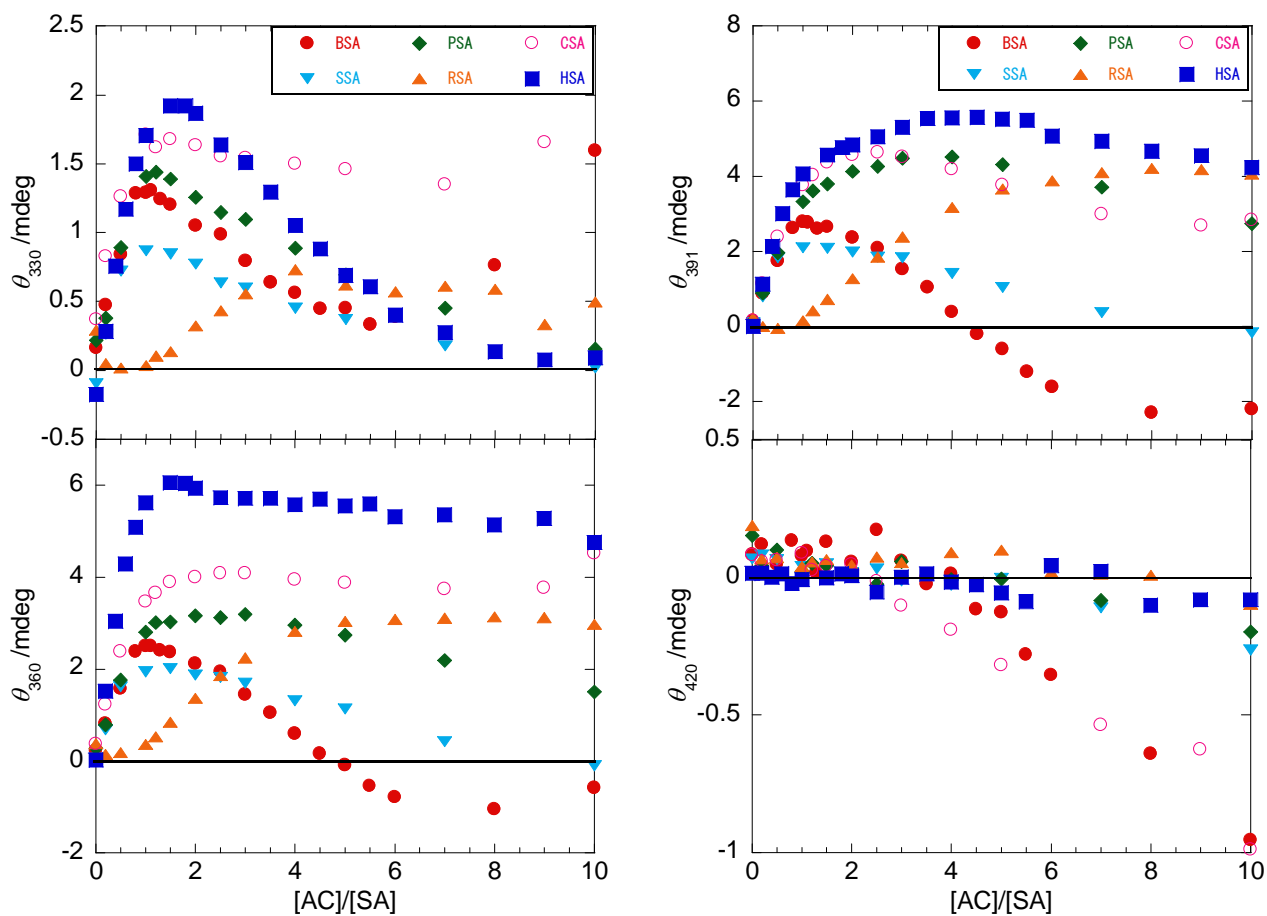 2.5
BSA PSA CSA
SSA RSA HSA
2
1.5
1
0.5
0
-0.5
θ330 /mdeg
8
BSA PSA CSA
SSA RSA HSA
6
4
2
0
-2
θ391 /mdeg
6
4
2
0
-2
θ360 /mdeg
0 2 4 6 8 10
[AC]/[SA]
0.5
0
-0.5
-1
θ420 /mdeg
0 2 4 6 8 10
[AC]/[SA]